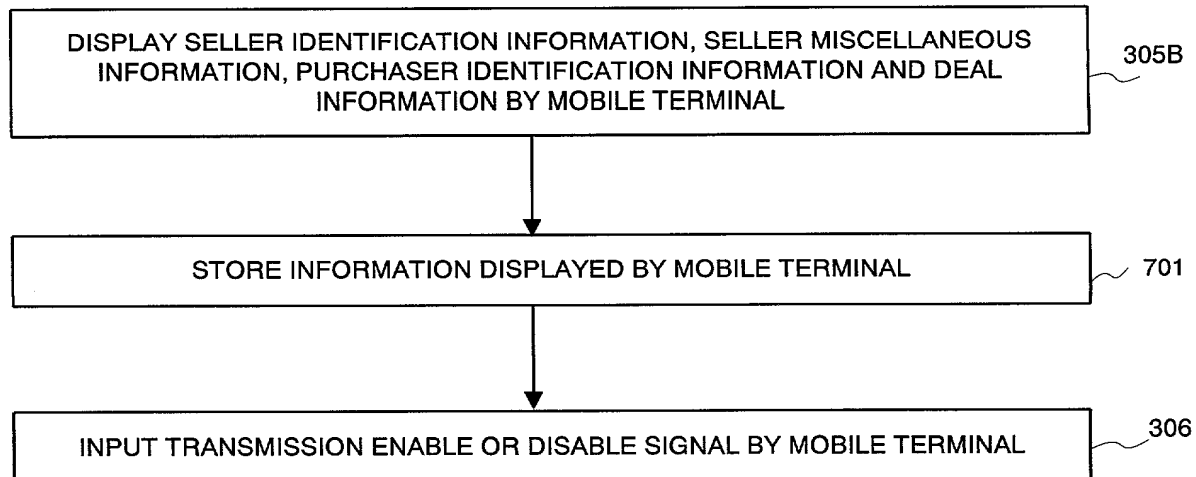 DISPLAY SELLER IDENTIFICATION INFORMATION, SELLER MISCELLANEOUS
INFORMATION, PURCHASER IDENTIFICATION INFORMATION AND DEAL
INFORMATION BY MOBILE TERMINAL
305B
STORE INFORMATION DISPLAYED BY MOBILE TERMINAL
701
INPUT TRANSMISSION ENABLE OR DISABLE SIGNAL BY MOBILE TERMINAL
306